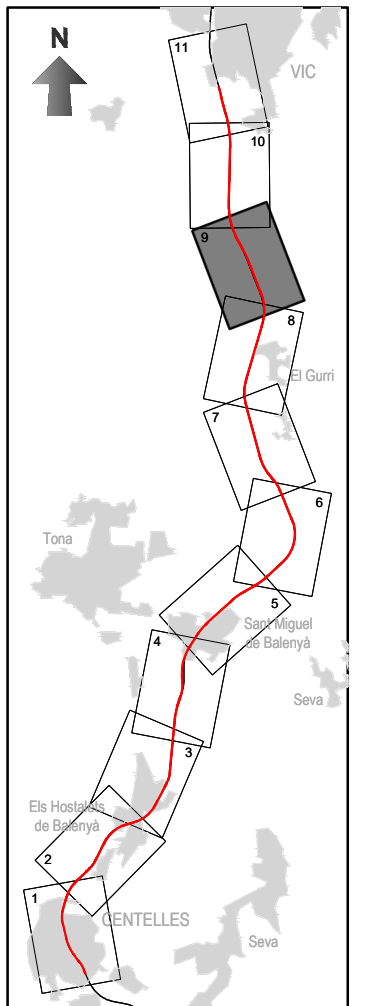 N
11
VIC
10
9
8
El Gurri
7
6
Tona
5
Sant Miguel
de Balenyà
4
Seva
3
Els Hostalets
de Balenyà
2
1
CENTELLES
Seva